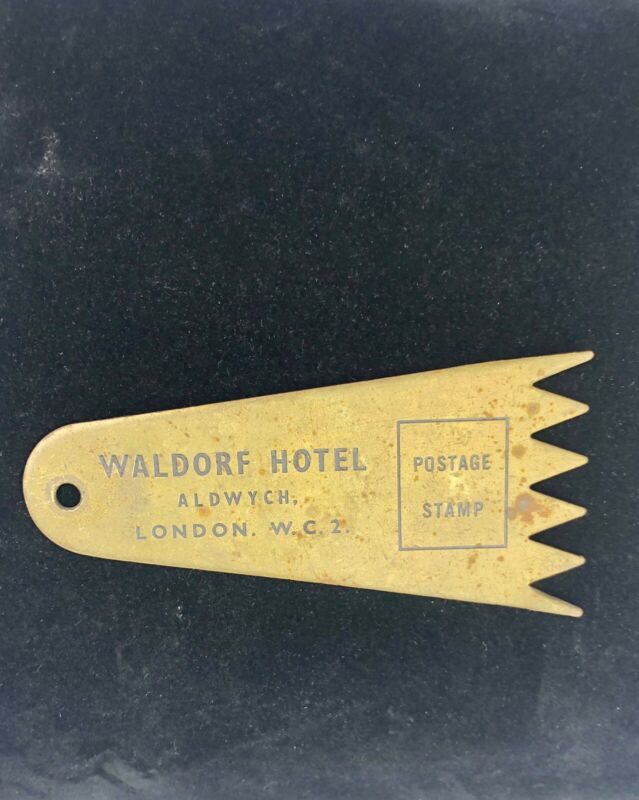 WALDORF HOTEL
ALDWYCH,
LONDON. W.C.2.
POSTAGE
STAMP